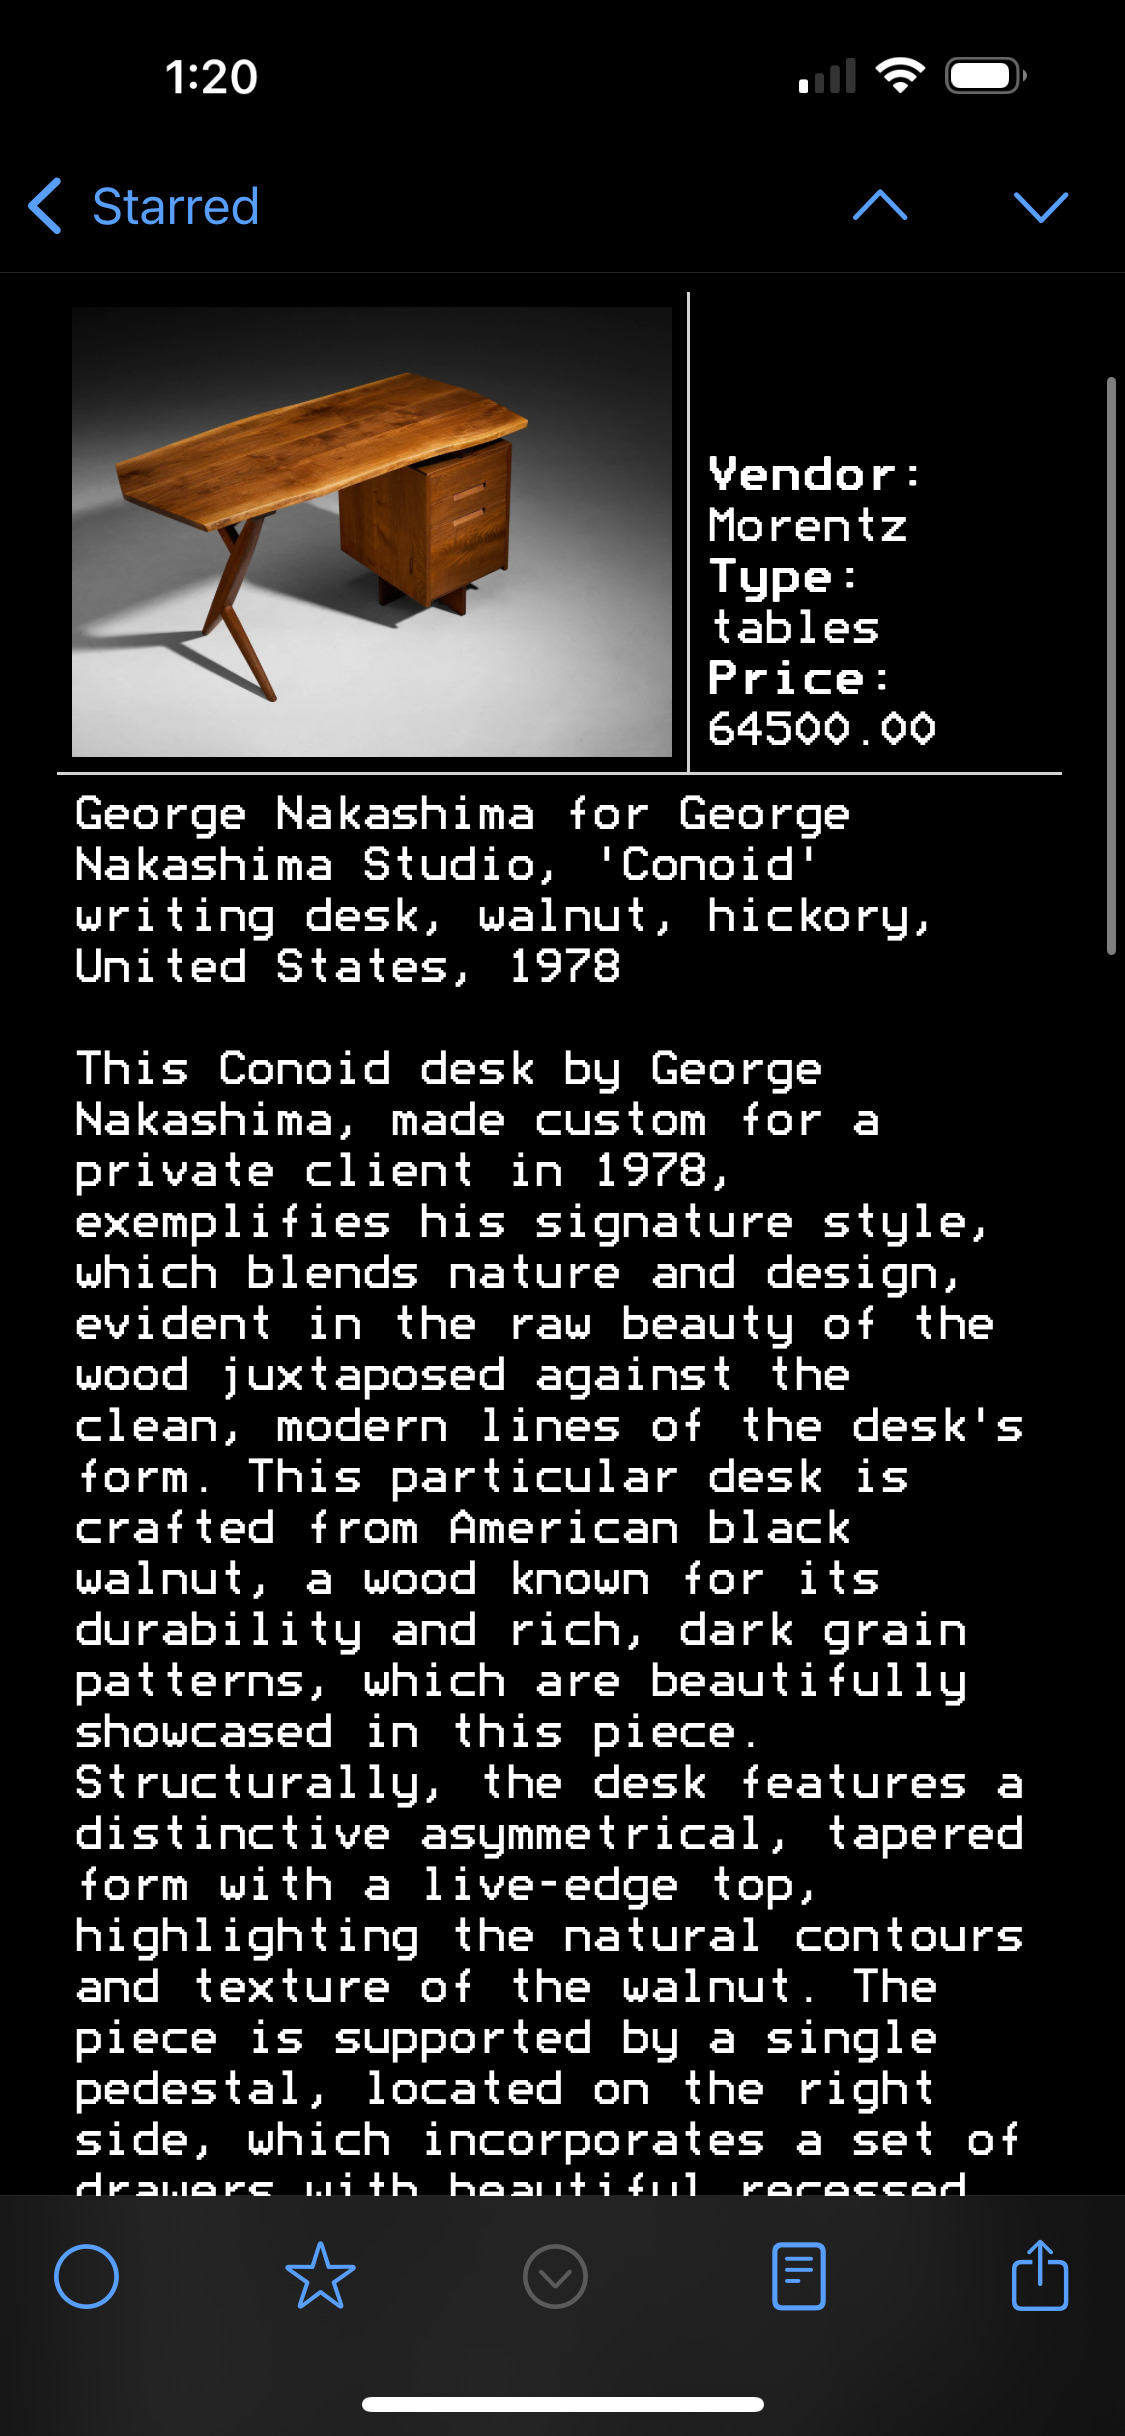 1:20
Starred
Vendor:
Morentz
Type:
tables
Price:
64500.00
George Nakashima for George
Nakashima Studio, 'Conoid'
writing desk, walnut, hickory,
United States, 1978
This Conoid desk by George
Nakashima, made custom for a
private client in 1978,
exemplifies his signature style,
which blends nature and design,
evident in the raw beauty of the
wood juxtaposed against the
clean, modern lines of the desk's
form. This particular desk is
crafted from American black
walnut, a wood known for its
durability and rich, dark grain
patterns, which are beautifully
showcased in this piece.
Structurally, the desk features a
distinctive asymmetrical, tapered
form with a live-edge top,
highlighting the natural contours
and texture of the walnut. The
piece is supported by a single
pedestal, located on the right
side, which incorporates a set of
drawers with beautiful recessed